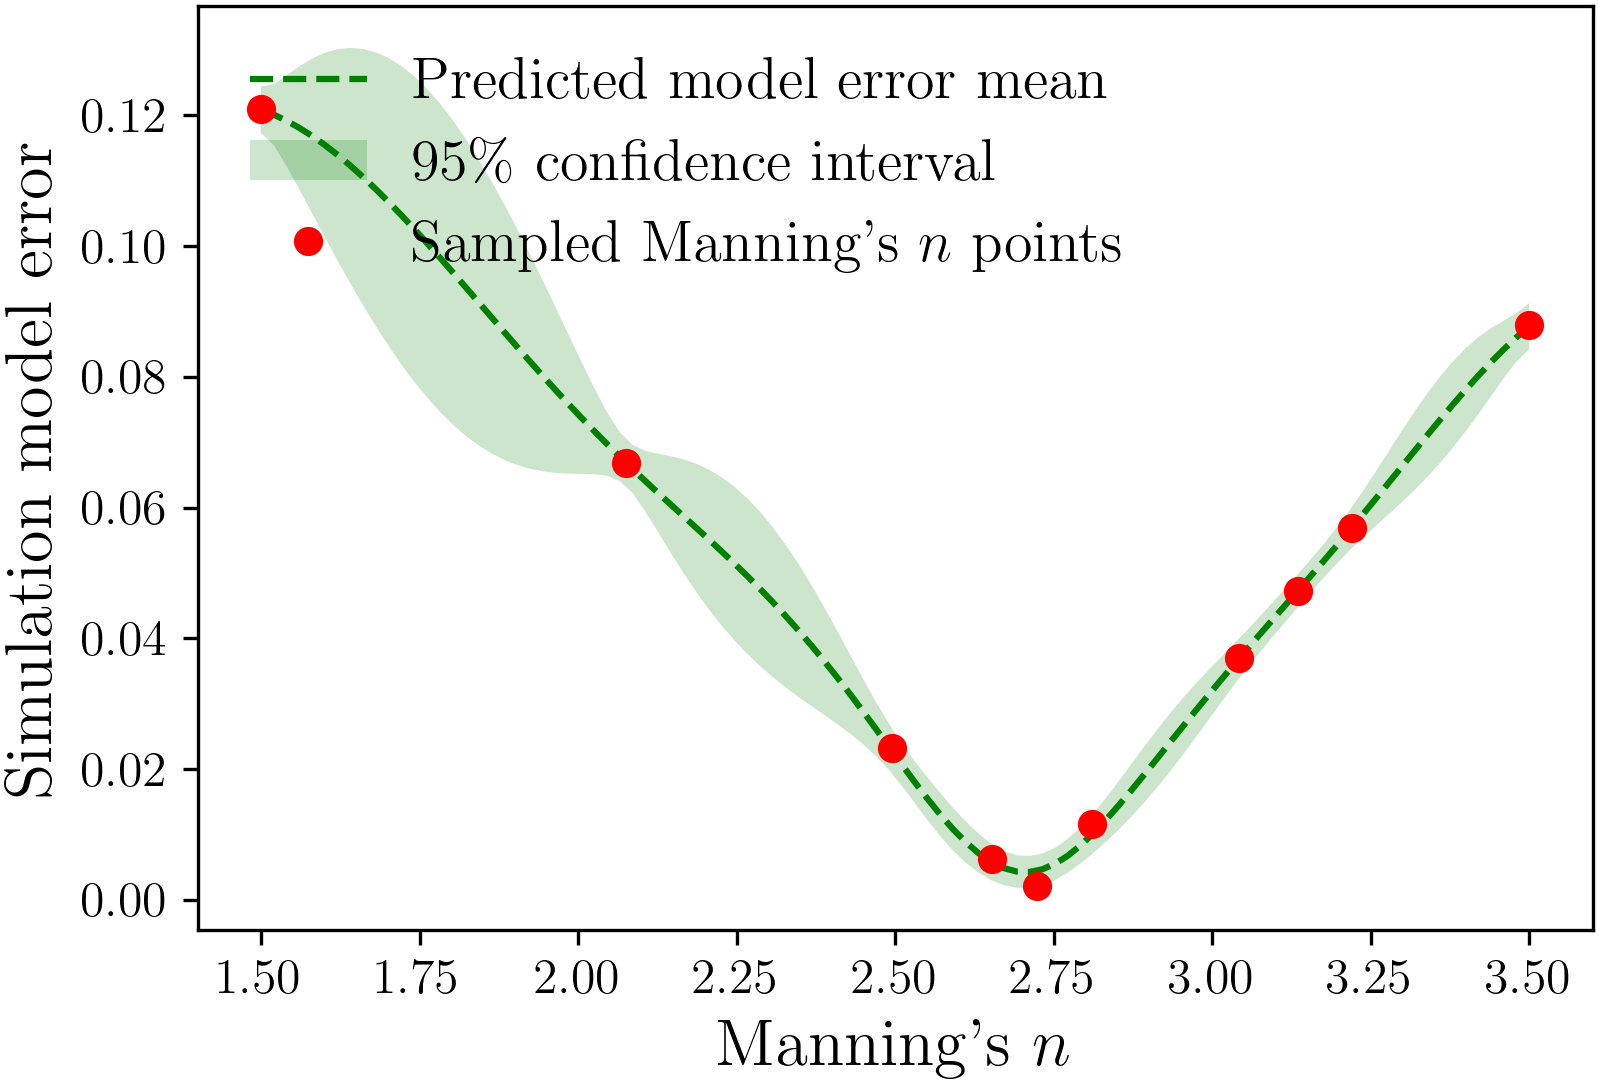 Predicted model error mean
95% confidence interval
Sampled Manning's n points
Simulation model error
0.12
0.10
0.08
0.06
0.04
0.02
0.00
1.50 1.75 2.00 2.25 2.50 2.75 3.00 3.25 3.50
Manning's n